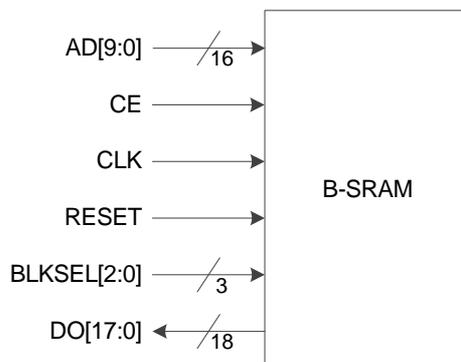 AD[9:0]
16
CE
CLK
B-SRAM
RESET
BLKSEL[2:0]
3
DO[17:0]
18